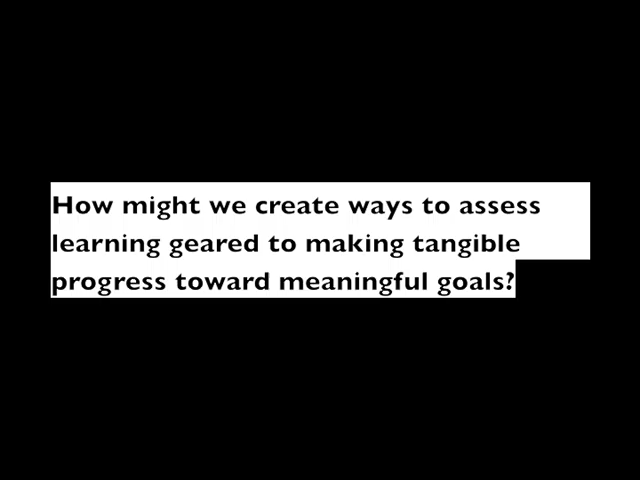 How might we create ways to assess
learning geared to making tangible
progress toward meaningful goals?